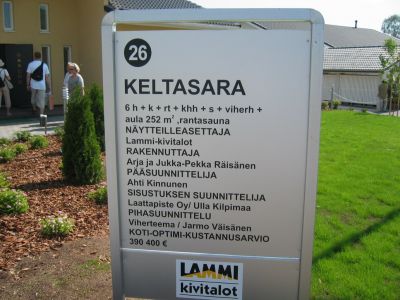 26
KELTASARA
6 h + k + rt + khh + s + viherh +
aula 252 m² ,rantasauna
NÄYTTEILLEASETTAJA
Lammi-kivitalot
RAKENNUTTAJA
Arja ja Jukka-Pekka Räisänen
PÄÄSUUNNITTELIJA
Ahti Kinnunen
SISUSTUKSEN SUUNNITTELIJA
Laattapiste Oy/ Ulla Kilpimaa
PIHASUUNNITTELU
Viherteema / Jarmo Väisänen
KOTI-OPTIMI-KUSTANNUSARVIO
390 400 €
LAMMI
kivitalot